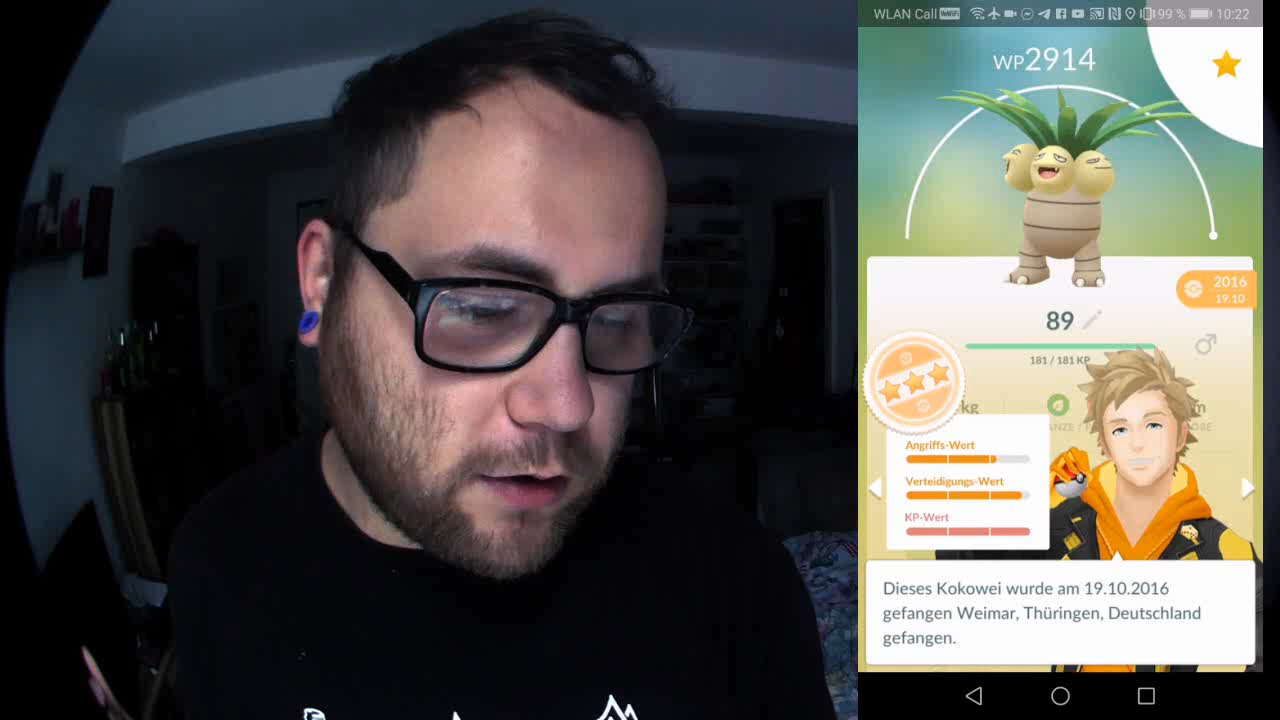 WLAN Call
99 %
10:22
WP2914
2016
19.10
89
181 / 181 KP
kg
m
Angriffs-Wert
Verteidigungs-Wert
KP-Wert
Dieses Kokowei wurde am 19.10.2016
gefangen Weimar, Thüringen, Deutschland
gefangen.